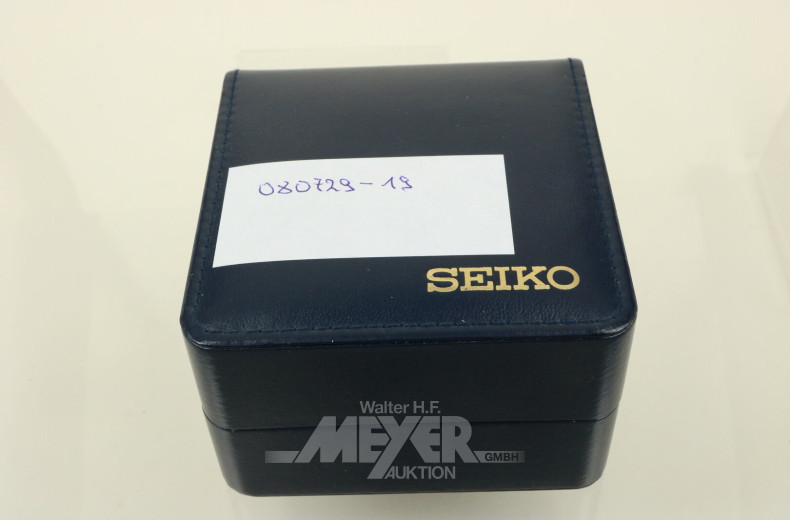 080729-19
SEIKO
Walter H.F.
MEYER
GMBH
AUKTION